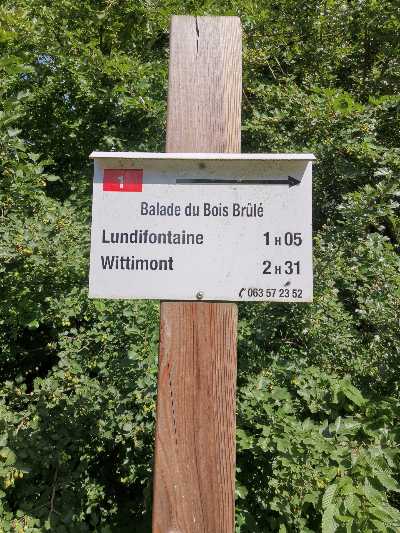 1
Balade du Bois Brûlé
Lundifontaine 1 H 05
Wittimont 2 H 31
063 57 23 52